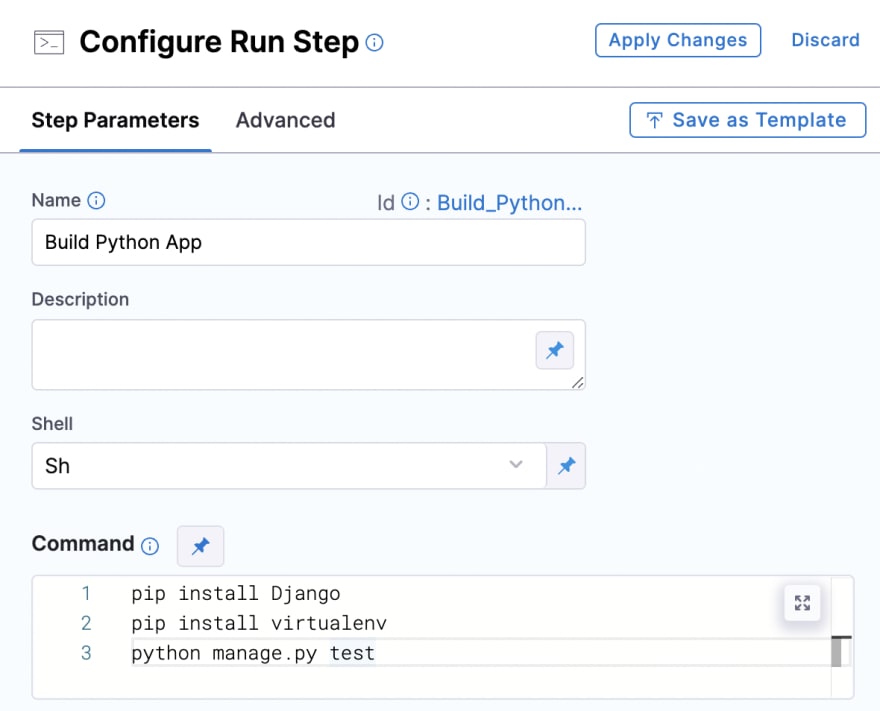 Configure Run Step
Apply Changes
Discard
Step Parameters
Advanced
Save as Template
Name
Id : Build_Python...
Build Python App
Description
Shell
Sh
Command
1 pip install Django
2 pip install virtualenv
3 python manage.py test